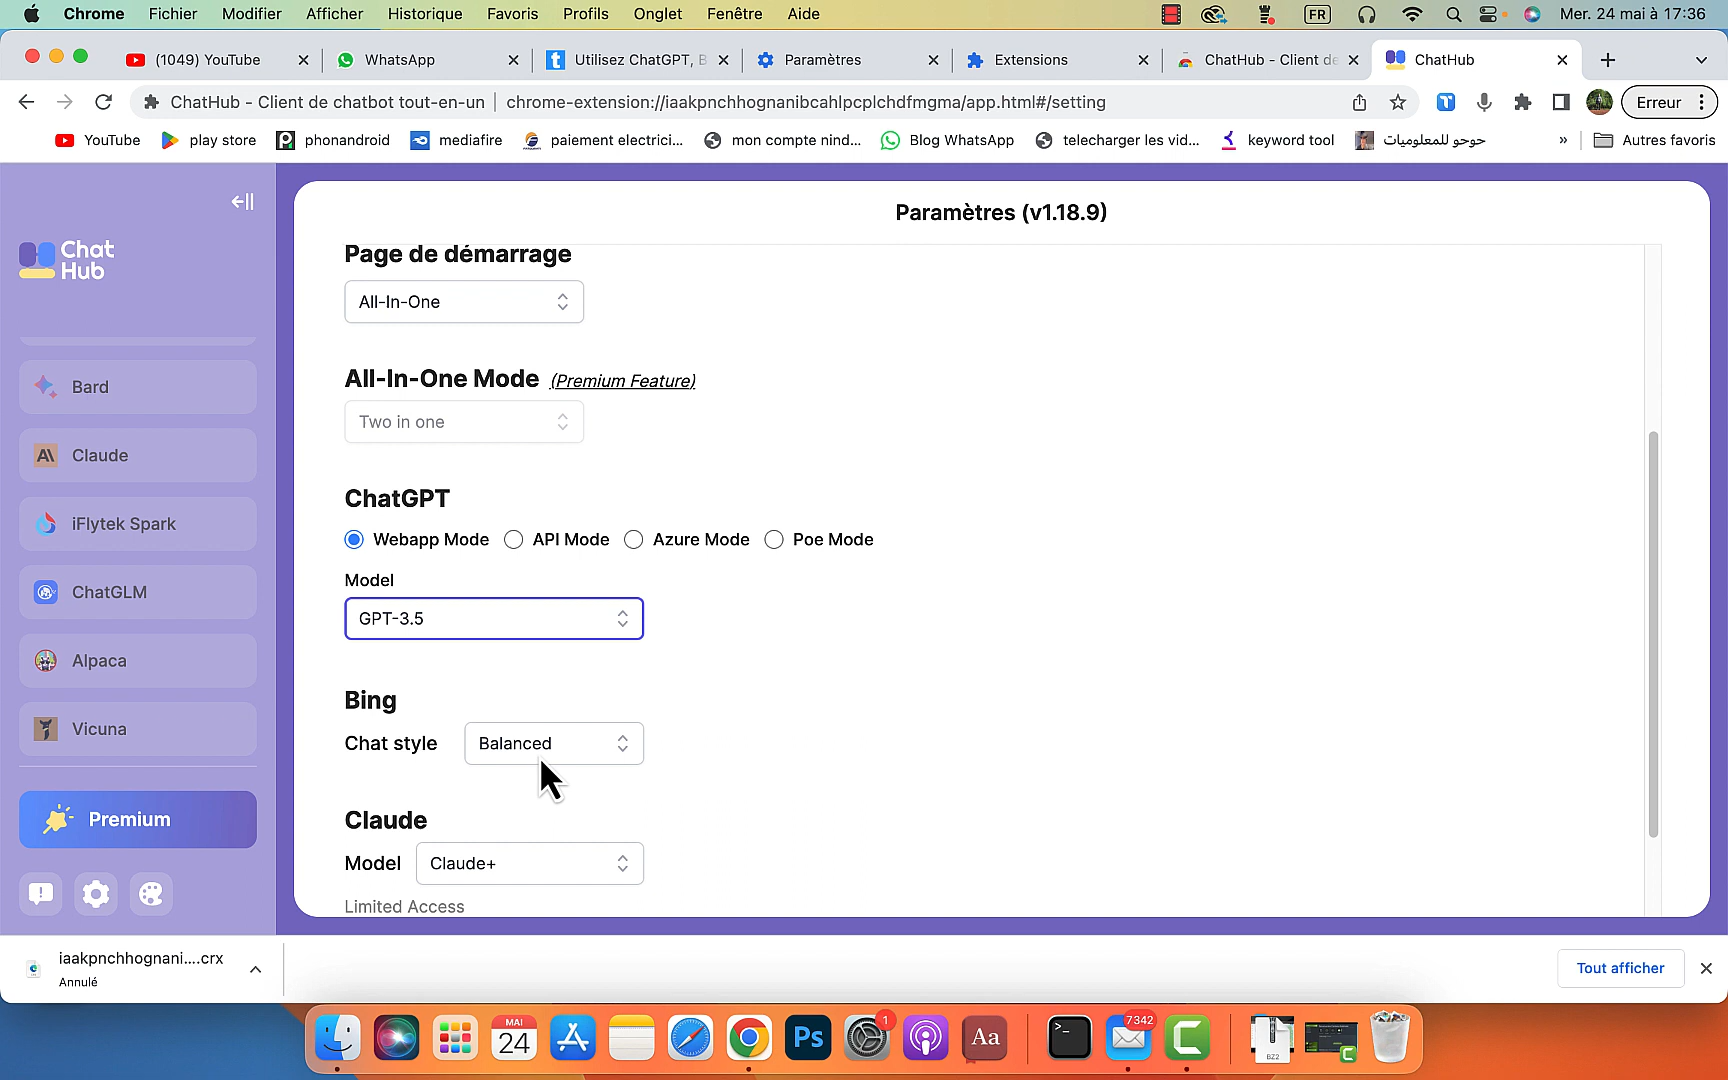 Chrome Fichier Modifier Afficher Historique Favoris Profils Onglet Fenêtre Aide FR Mer. 24 mai à 17:36
(1049) YouTube WhatsApp Utilisez ChatGPT, B Paramètres Extensions ChatHub - Client de ChatHub
ChatHub - Client de chatbot tout-en-un chrome-extension://iaakpnchhognanibcahlpcplchdfmgma/app.html#/setting Erreur
YouTube play store phonandroid mediafire paiement electrici... mon compte nind... Blog WhatsApp telecharger les vid... keyword tool حوحو للمعلوميات » Autres favoris
Chat
Hub
Bard
Claude
iFlytek Spark
ChatGLM
Alpaca
Vicuna
Premium
Paramètres (v1.18.9)
Page de démarrage
All-In-One
All-In-One Mode (Premium Feature)
Two in one
ChatGPT
Webapp Mode API Mode Azure Mode Poe Mode
Model
GPT-3.5
Bing
Chat style Balanced
Claude
Model Claude+
Limited Access
iaakpnchhognani....crx
Annulé
Tout afficher
MAI
24
Ps
1
Aa
7342
BZ2